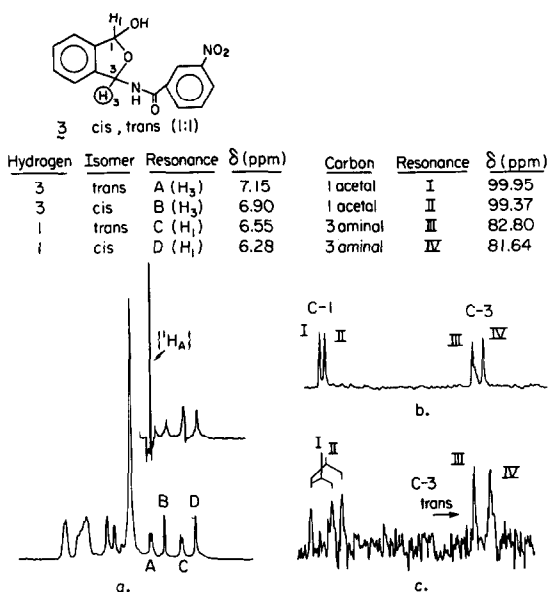 H₁ OH
1
O
3
NO₂
H ₃
N
H
O
3 cis, trans (1:1)
Hydrogen Isomer Resonance δ(ppm)
3 trans A (H₃) 7.15
3 cis B (H₃) 6.90
1 trans C (H₁) 6.55
1 cis D (H₁) 6.28
Carbon Resonance δ(ppm)
1 acetal I 99.95
1 acetal II 99.37
3 aminal III 82.80
3 aminal IV 81.64
{¹H_A}
B D
A C
a.
C-1 C-3
I II III IV
b.
I II
C-3
trans
III IV
c.